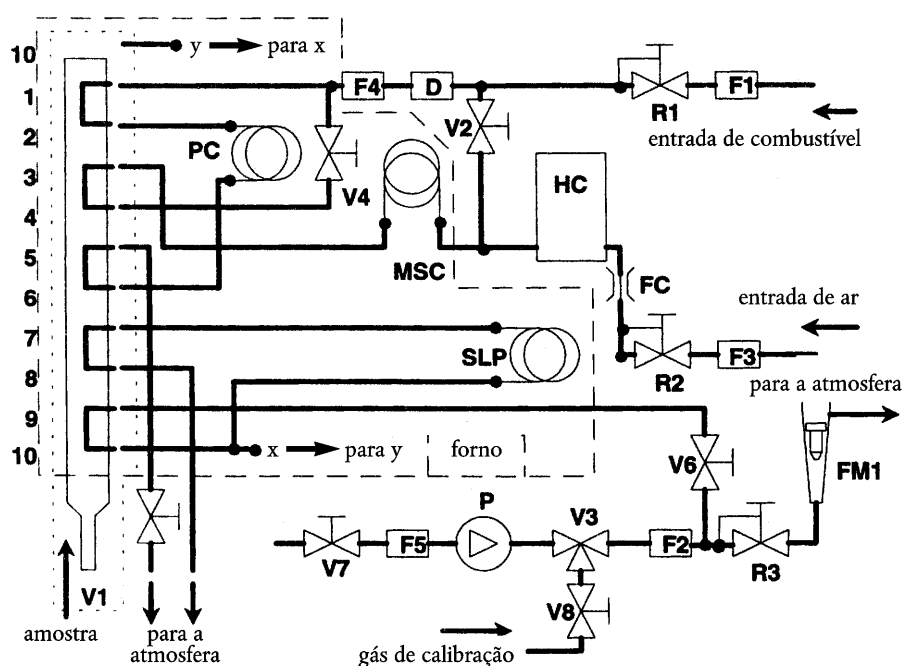 10
y para x
1
F4
D
F1
V2
R1
entrada de combustível
2
PC
3
HC
V4
4
5
MSC
FC
6
entrada de ar
7
SLP
F3
8
R2
para a atmosfera
9
10
x para y
forno
V6
FM1
P
V3
F5
F2
V7
R3
V1
V8
amostra
para a
atmosfera
gás de calibração